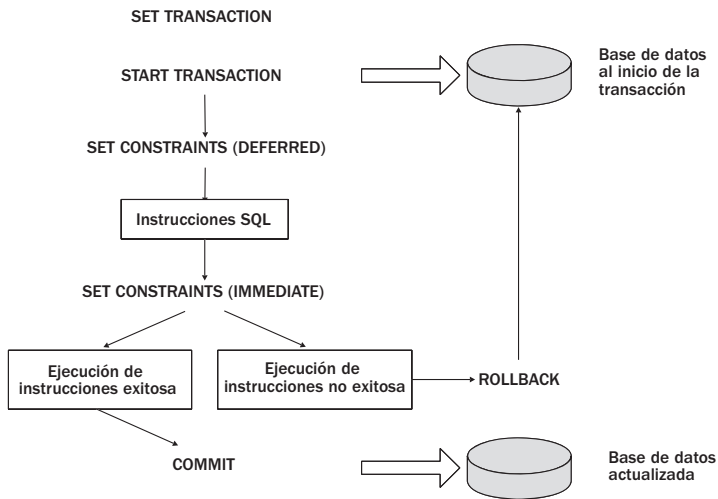 SET TRANSACTION
START TRANSACTION
Base de datos
al inicio de la
transacción
SET CONSTRAINTS (DEFERRED)
Instrucciones SQL
SET CONSTRAINTS (IMMEDIATE)
Ejecución de
instrucciones exitosa
Ejecución de
instrucciones no exitosa
ROLLBACK
COMMIT
Base de datos
actualizada